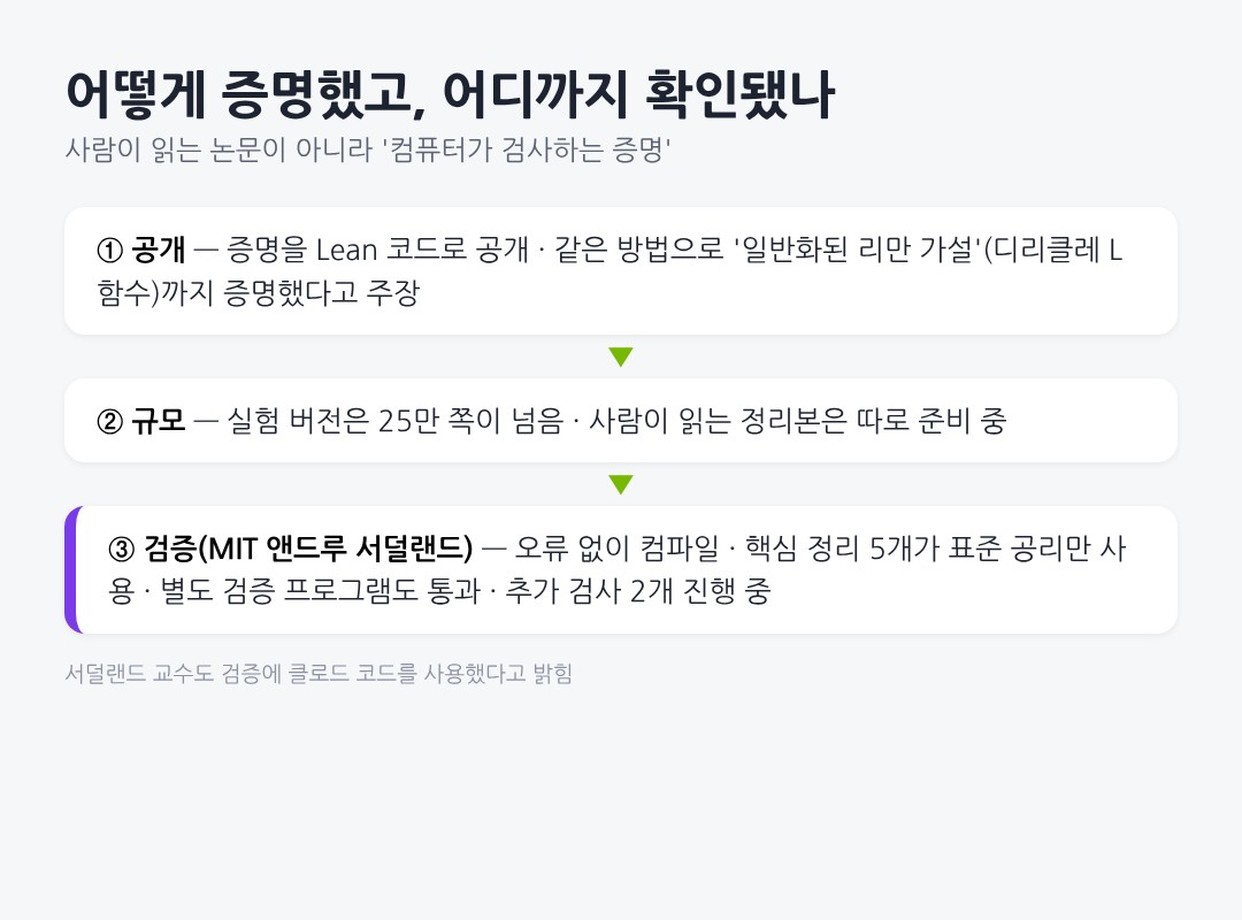 어떻게 증명했고, 어디까지 확인됐나
사람이 읽는 논문이 아니라 '컴퓨터가 검사하는 증명'
① 공개 — 증명을 Lean 코드로 공개 · 같은 방법으로 '일반화된 리만 가설'(디리클레 L
함수)까지 증명했다고 주장
② 규모 — 실험 버전은 25만 쪽이 넘음 · 사람이 읽는 정리본은 따로 준비 중
③ 검증(MIT 앤드루 서덜랜드) — 오류 없이 컴파일 · 핵심 정리 5개가 표준 공리만 사
용 · 별도 검증 프로그램도 통과 · 추가 검사 2개 진행 중
서덜랜드 교수도 검증에 클로드 코드를 사용했다고 밝힘